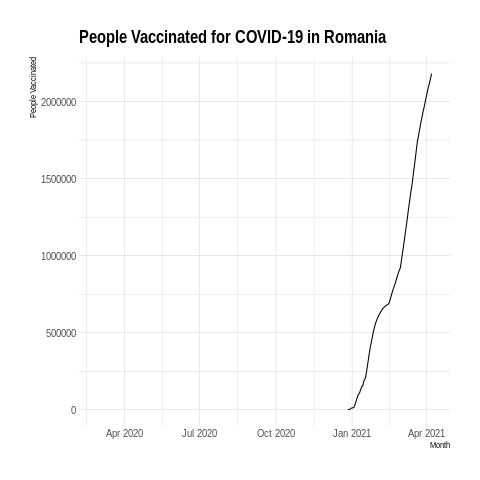 People Vaccinated for COVID-19 in Romania
People Vaccinated
2000000
1500000
1000000
500000
0
Apr 2020 Jul 2020 Oct 2020 Jan 2021 Apr 2021
Month